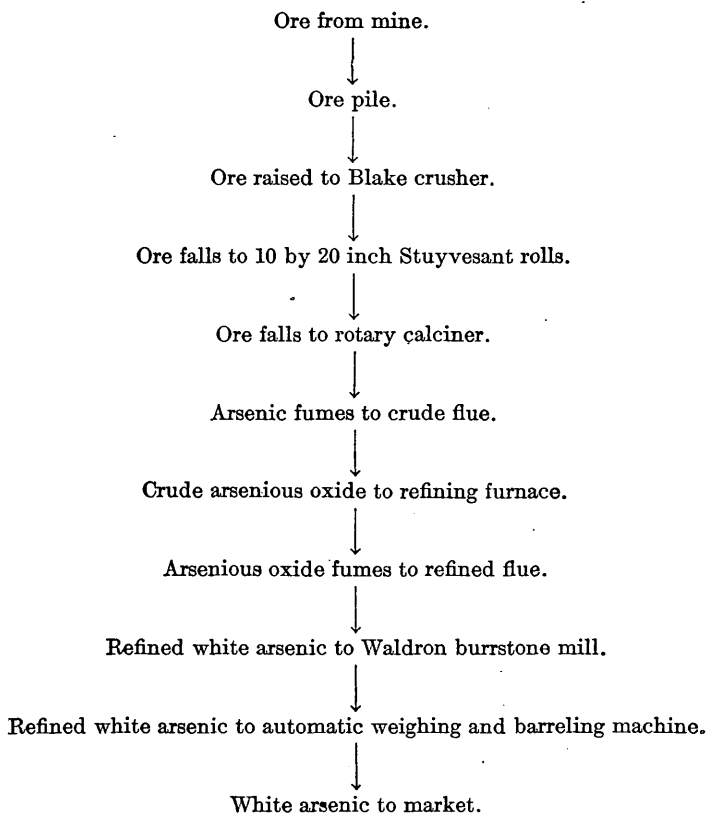 Ore from mine.
Ore pile.
Ore raised to Blake crusher.
Ore falls to 10 by 20 inch Stuyvesant rolls.
Ore falls to rotary calciner.
Arsenic fumes to crude flue.
Crude arsenious oxide to refining furnace.
Arsenious oxide fumes to refined flue.
Refined white arsenic to Waldron burrstone mill.
Refined white arsenic to automatic weighing and barreling machine.
White arsenic to market.